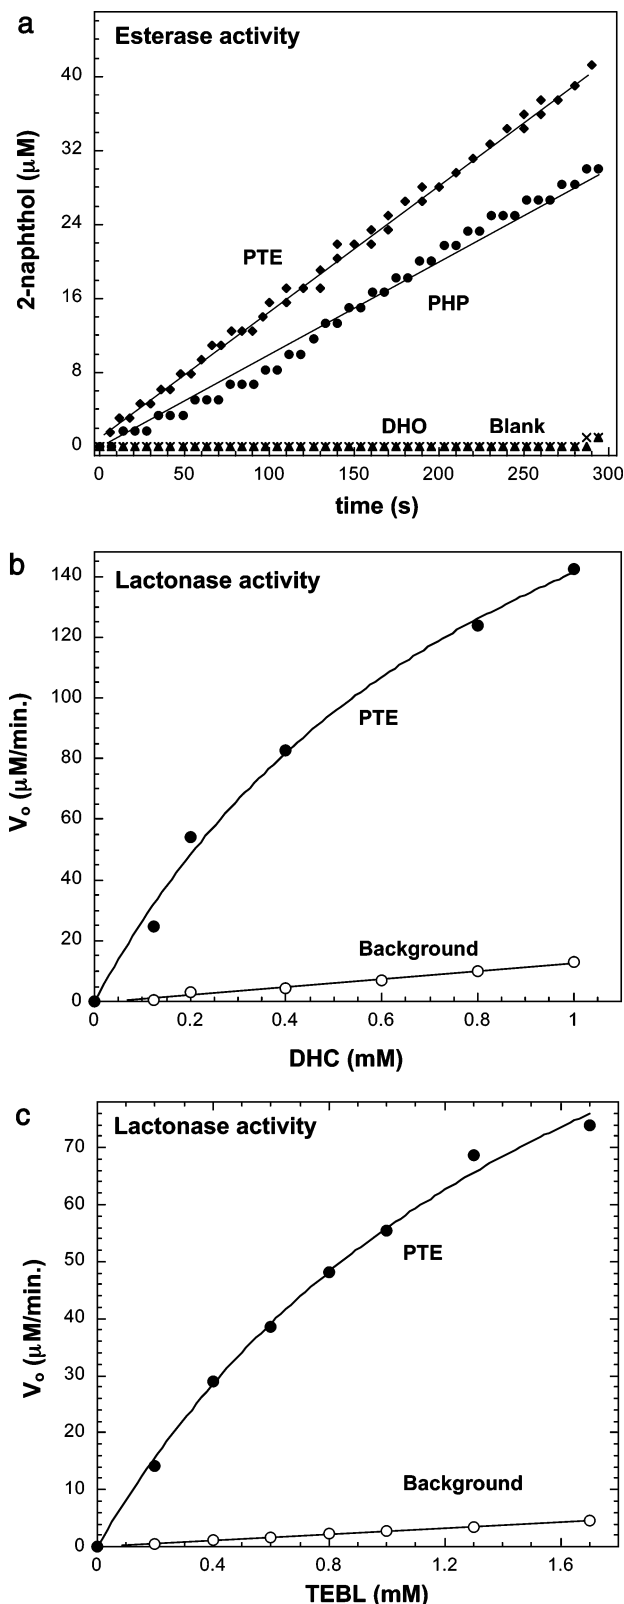 a
Esterase activity
40
32
24
16
8
0
2-naphthol (μM)
PTE
PHP
DHO Blank
0 50 100 150 200 250 300
time (s)
b
Lactonase activity
140
120
100
80
60
40
20
0
Vo (μM/min.)
PTE
Background
0 0.2 0.4 0.6 0.8 1
DHC (mM)
c
Lactonase activity
70
60
50
40
30
20
10
0
Vo (μM/min.)
PTE
Background
0 0.4 0.8 1.2 1.6
TEBL (mM)